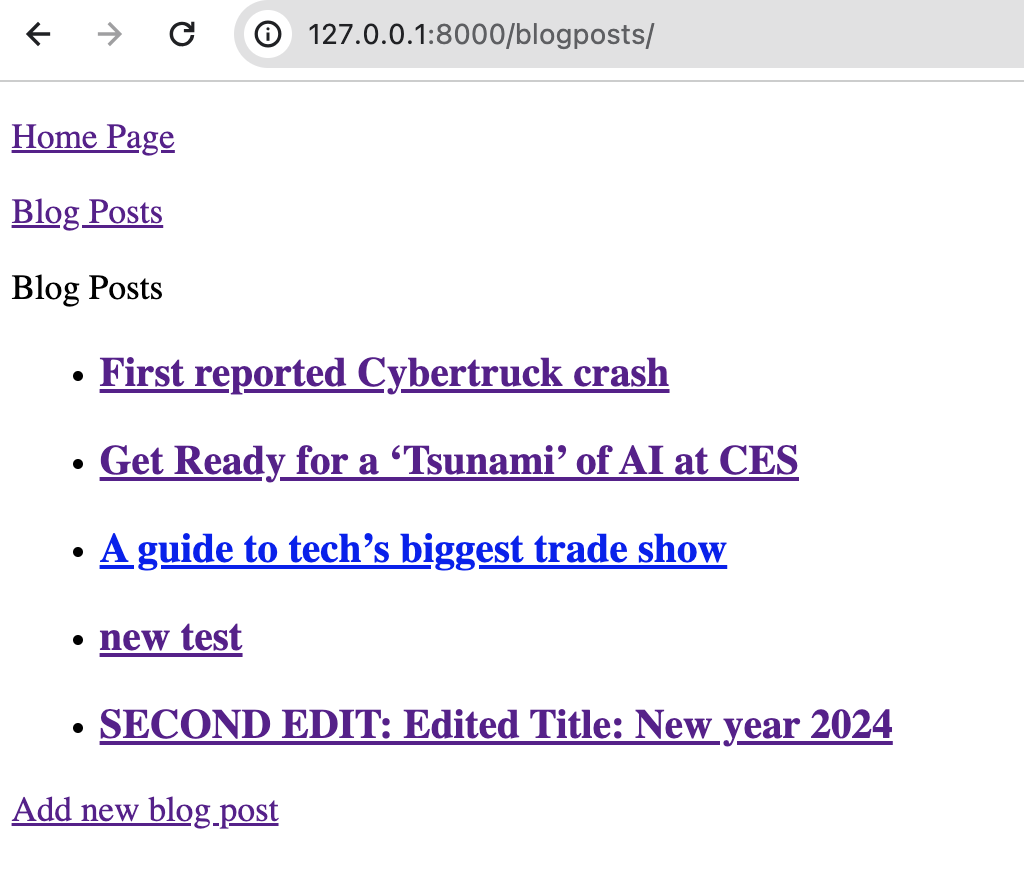 127.0.0.1:8000/blogposts/
Home Page
Blog Posts
Blog Posts
First reported Cybertruck crash
Get Ready for a ‘Tsunami’ of AI at CES
A guide to tech’s biggest trade show
new test
SECOND EDIT: Edited Title: New year 2024
Add new blog post